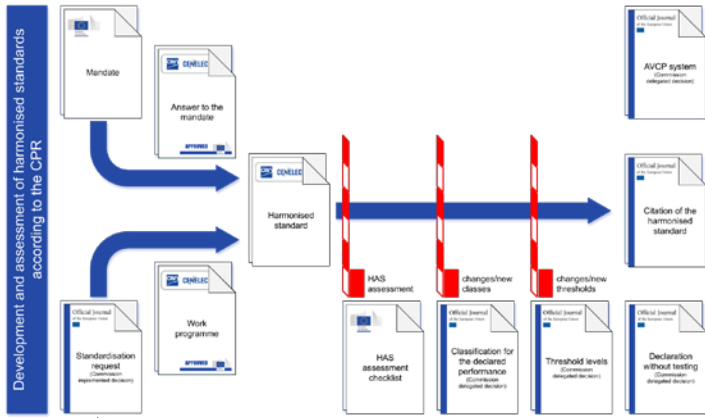 Development and assessment of harmonised standards
according to the CPR
Mandate
CENELEC
Answer to the
mandate
APPROVED
CENELEC
Harmonised
standard
Official Journal
of the European Union
AVCP system
(Commission
delegated decision)
Official Journal
of the European Union
Citation of the
harmonised
standard
HAS
assessment
changes/new
classes
changes/new
thresholds
Official Journal
of the European Union
Standardisation
request
(Commission
implemented decision)
CENELEC
Work
programme
APPROVED
HAS
assessment
checklist
Official Journal
of the European Union
Classification for
the declared
performance
(Commission
delegated decision)
Official Journal
of the European Union
Threshold levels
(Commission
delegated decision)
Official Journal
of the European Union
Declaration
without testing
(Commission
delegated decision)